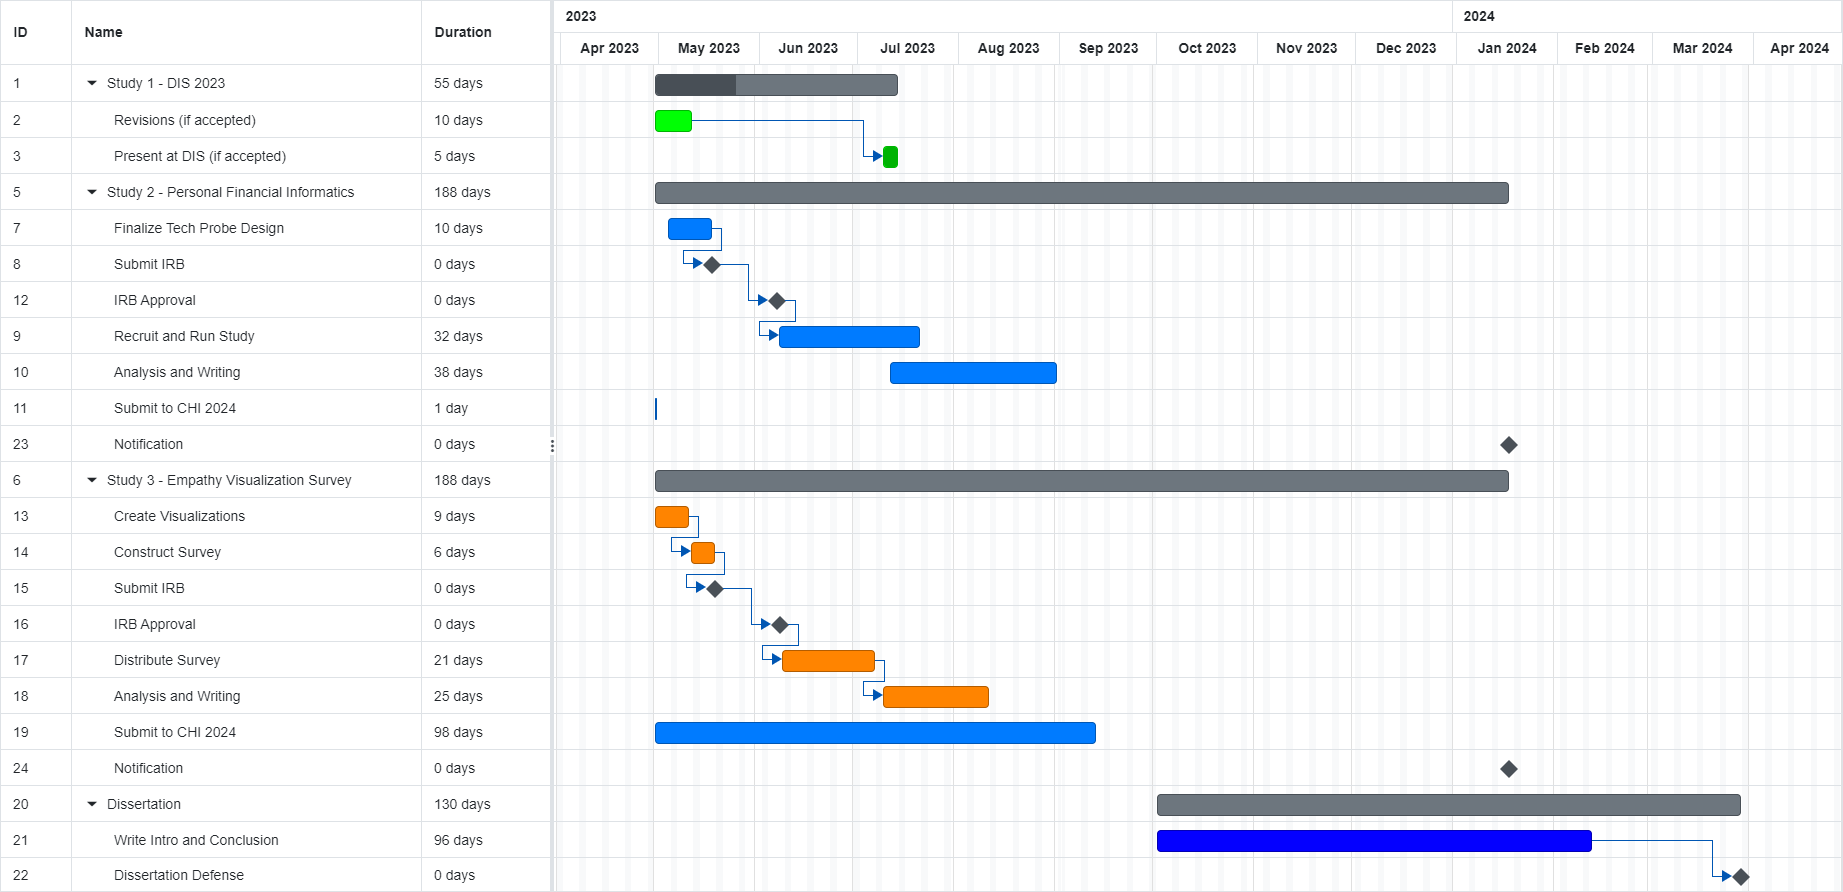 2023 2024
ID Name Duration Apr 2023 May 2023 Jun 2023 Jul 2023 Aug 2023 Sep 2023 Oct 2023 Nov 2023 Dec 2023 Jan 2024 Feb 2024 Mar 2024 Apr 2024
1 Study 1 - DIS 2023 55 days
2 Revisions (if accepted) 10 days
3 Present at DIS (if accepted) 5 days
5 Study 2 - Personal Financial Informatics 188 days
7 Finalize Tech Probe Design 10 days
8 Submit IRB 0 days
12 IRB Approval 0 days
9 Recruit and Run Study 32 days
10 Analysis and Writing 38 days
11 Submit to CHI 2024 1 day
23 Notification 0 days
6 Study 3 - Empathy Visualization Survey 188 days
13 Create Visualizations 9 days
14 Construct Survey 6 days
15 Submit IRB 0 days
16 IRB Approval 0 days
17 Distribute Survey 21 days
18 Analysis and Writing 25 days
19 Submit to CHI 2024 98 days
24 Notification 0 days
20 Dissertation 130 days
21 Write Intro and Conclusion 96 days
22 Dissertation Defense 0 days